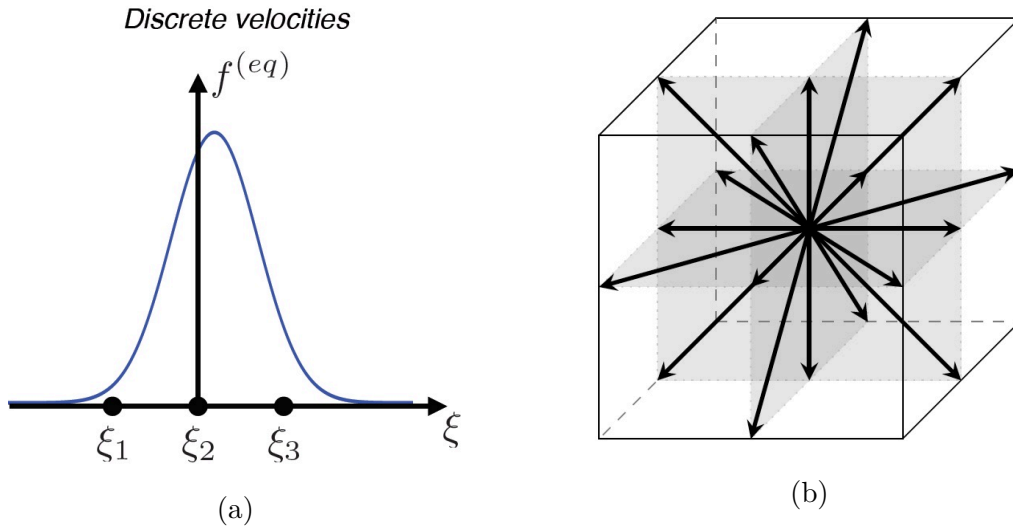 Discrete velocities
f^{(eq)}
ξ
ξ₁ ξ₂ ξ₃
(a)
(b)